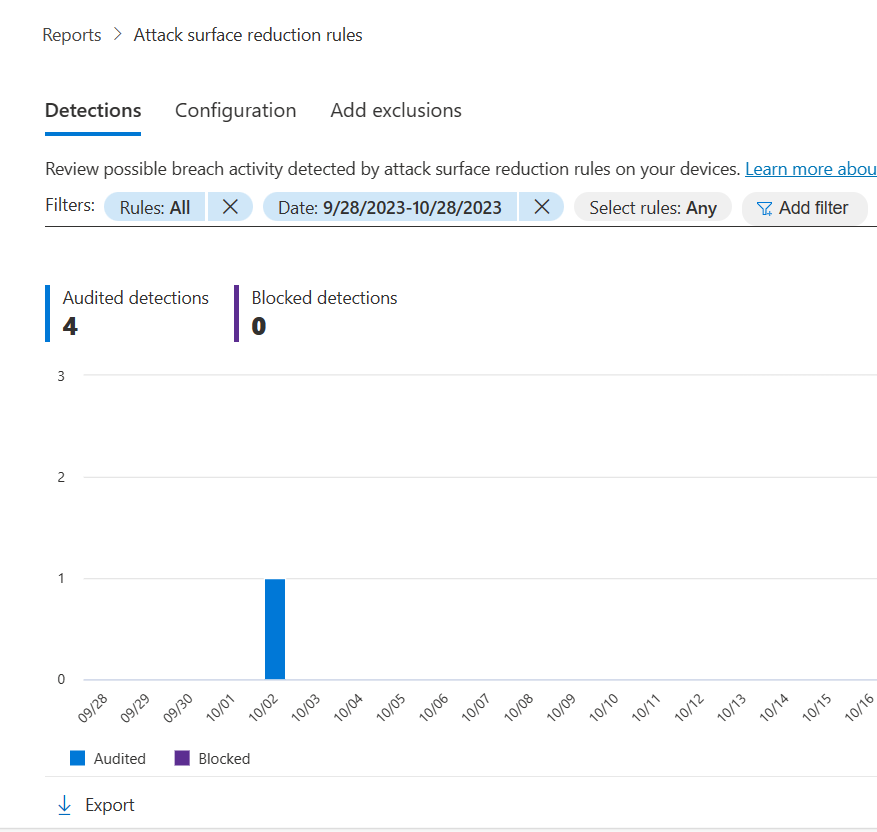 Reports > Attack surface reduction rules
Detections Configuration Add exclusions
Review possible breach activity detected by attack surface reduction rules on your devices. Learn more abou
Filters: Rules: All Date: 9/28/2023-10/28/2023 Select rules: Any Add filter
Audited detections Blocked detections
4 0
3
2
1
0
09/28 09/29 09/30 10/01 10/02 10/03 10/04 10/05 10/06 10/07 10/08 10/09 10/10 10/11 10/12 10/13 10/14 10/15 10/16
Audited Blocked
Export